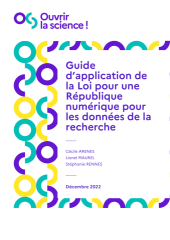 Ouvrir
la science !
Guide
d'application de
la Loi pour une
République
numérique pour
les données de la
recherche
Cécile ARÈNES
Lionel MAUREL
Stéphanie RENNES
Décembre 2022